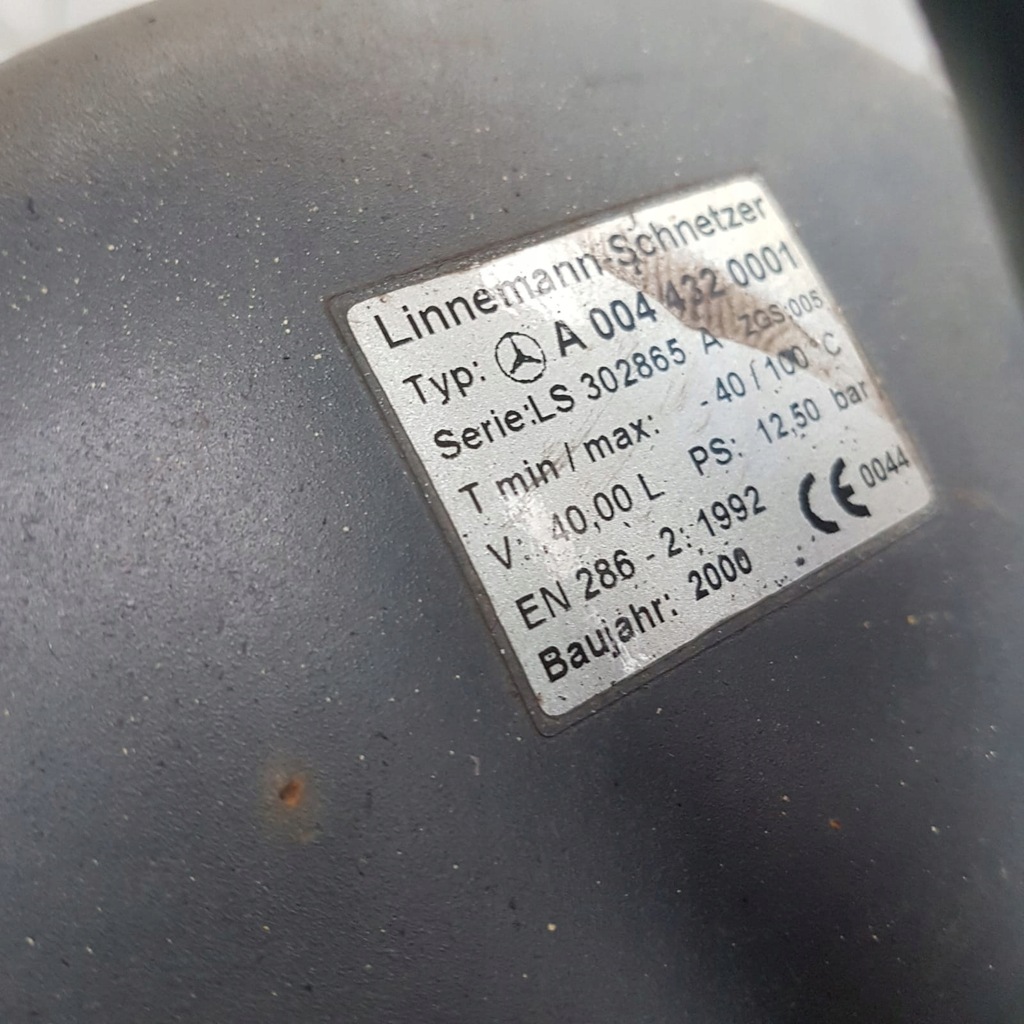 Linnemann-Schnetzer
Typ: A 004 432 0001
Serie:LS 302865 A ZGS:005
T min / max: - 40 / 100 °C
V: 40,00 L PS: 12,50 bar
EN 286 - 2: 1992 CE 0044
Baujahr: 2000